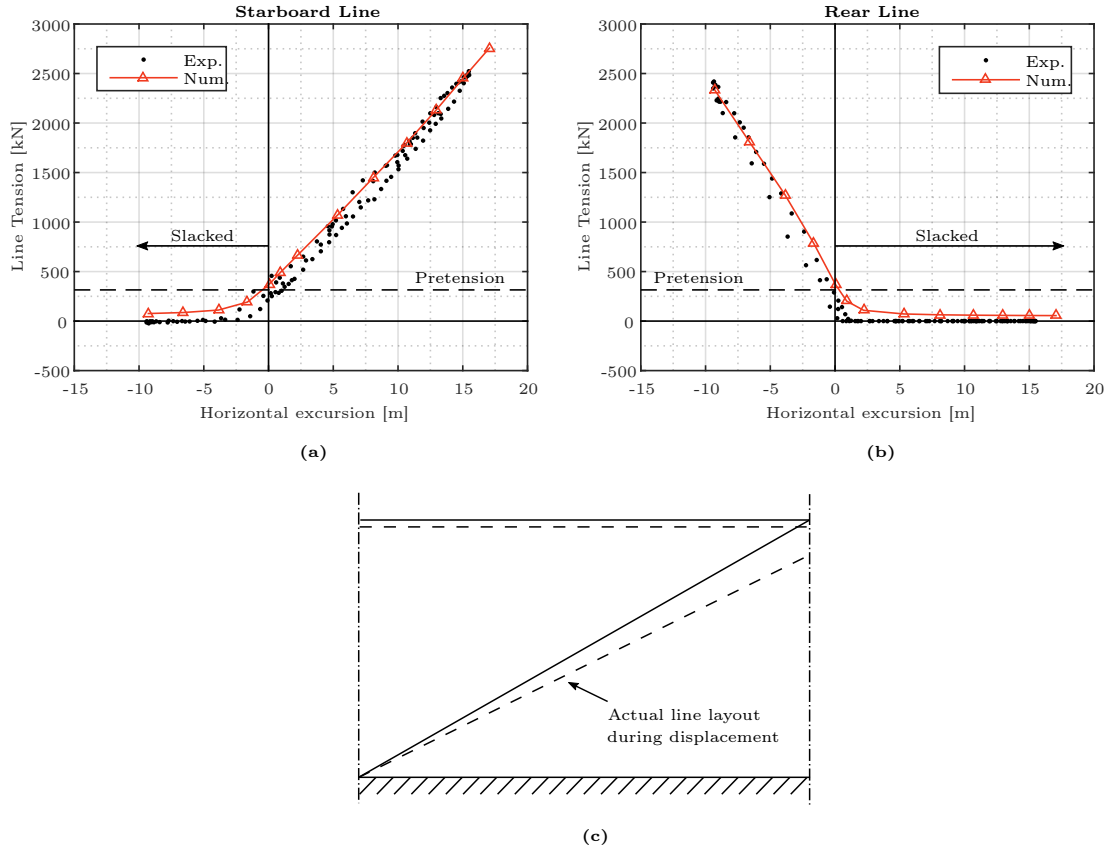 Starboard Line
3000
2500
2000
1500
1000
500
0
-500
Line Tension [kN]
Exp.
Num.
Slacked
Pretension
-15 -10 -5 0 5 10 15 20
Horizontal excursion [m]
(a)
Rear Line
3000
2500
2000
1500
1000
500
0
-500
Line Tension [kN]
Exp.
Num.
Slacked
Pretension
-15 -10 -5 0 5 10 15 20
Horizontal excursion [m]
(b)
Actual line layout
during displacement
(c)